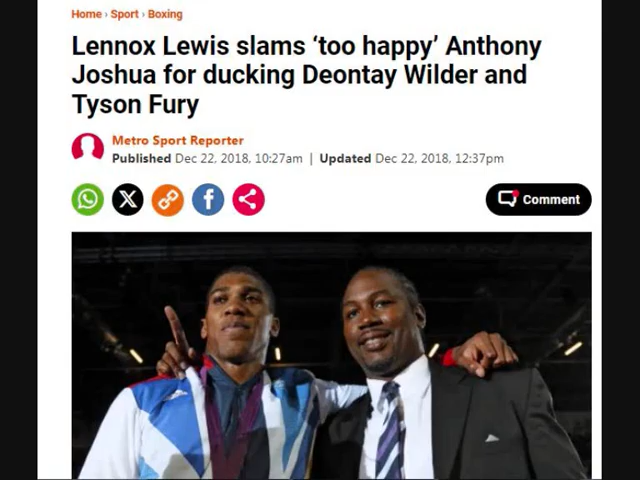 Home › Sport › Boxing
Lennox Lewis slams ‘too happy’ Anthony
Joshua for ducking Deontay Wilder and
Tyson Fury
Metro Sport Reporter
Published Dec 22, 2018, 10:27am | Updated Dec 22, 2018, 12:37pm
Comment